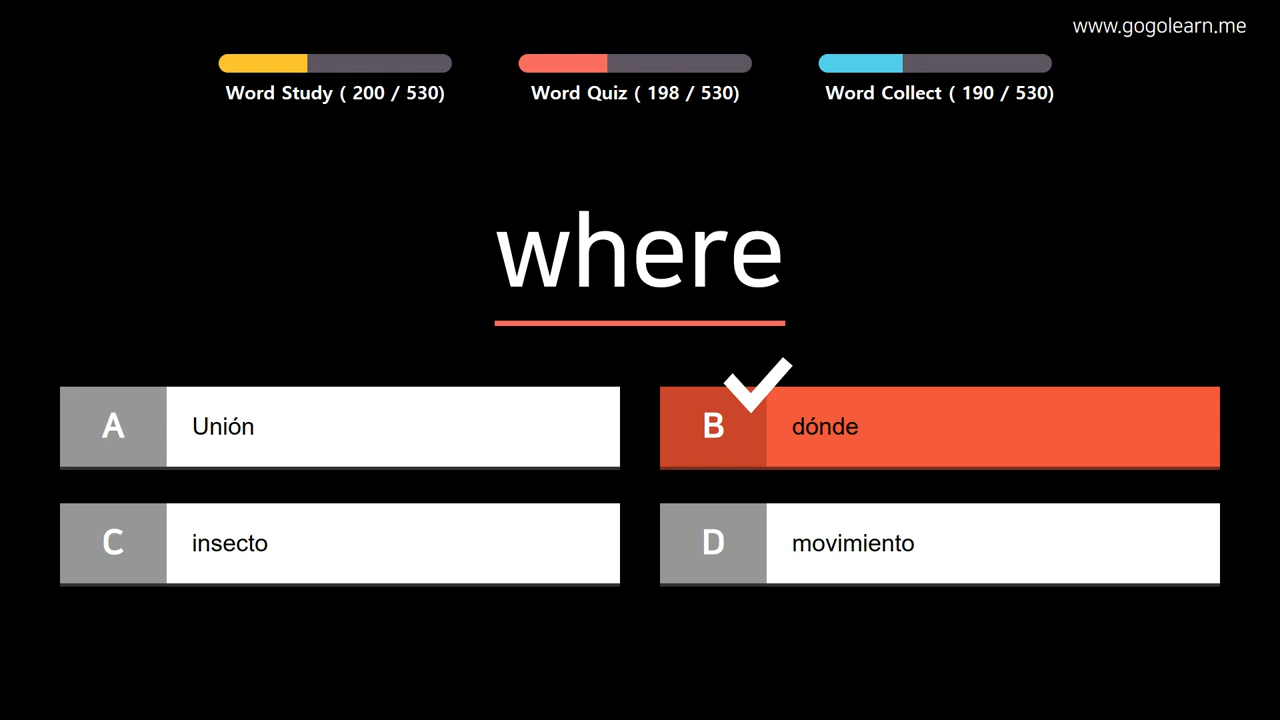 www.gogolearn.me
Word Study ( 200 / 530)
Word Quiz ( 198 / 530)
Word Collect ( 190 / 530)
where
A
Unión
B
dónde
C
insecto
D
movimiento